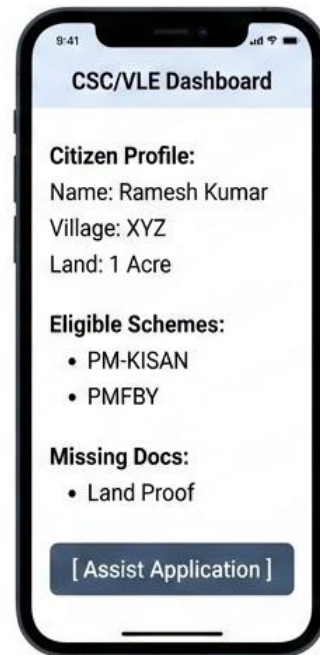 9:41
CSC/VLE Dashboard
Citizen Profile:
Name: Ramesh Kumar
Village: XYZ
Land: 1 Acre
Eligible Schemes:
• PM-KISAN
• PMFBY
Missing Docs:
• Land Proof
[ Assist Application ]